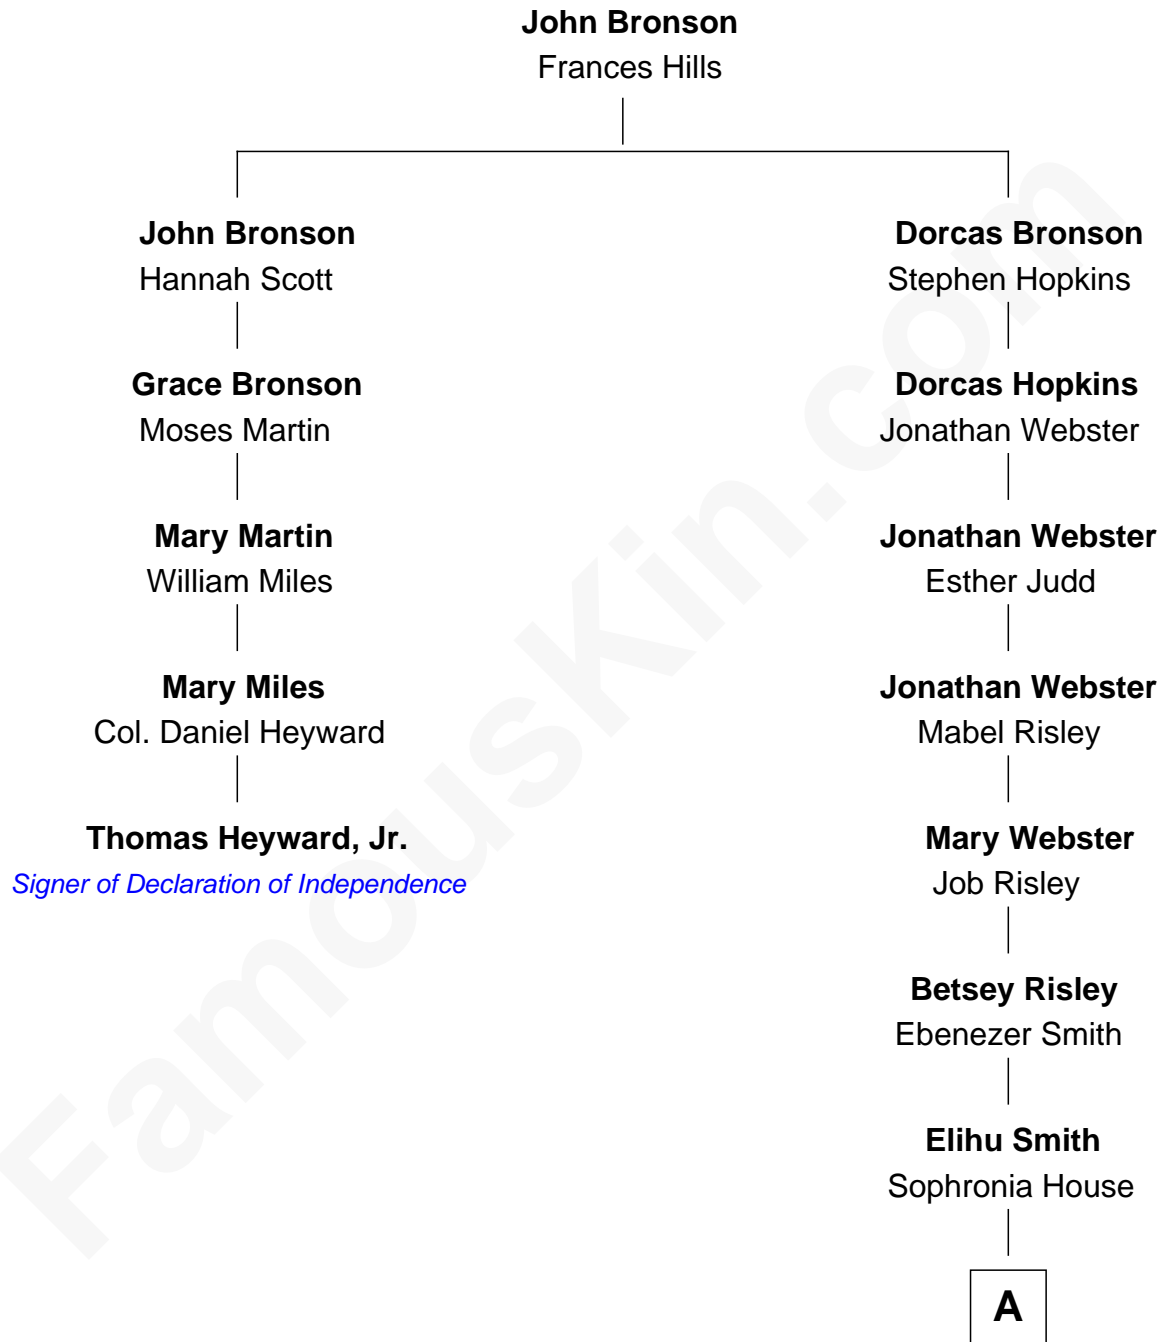 John Bronson
Frances Hills
John Bronson
Hannah Scott
Grace Bronson
Moses Martin
Mary Martin
William Miles
Mary Miles
Col. Daniel Heyward
Thomas Heyward, Jr.
Signer of Declaration of Independence
Dorcas Bronson
Stephen Hopkins
Dorcas Hopkins
Jonathan Webster
Jonathan Webster
Esther Judd
Jonathan Webster
Mabel Risley
Mary Webster
Job Risley
Betsey Risley
Ebenezer Smith
Elihu Smith
Sophronia House
A
FamousKin.com